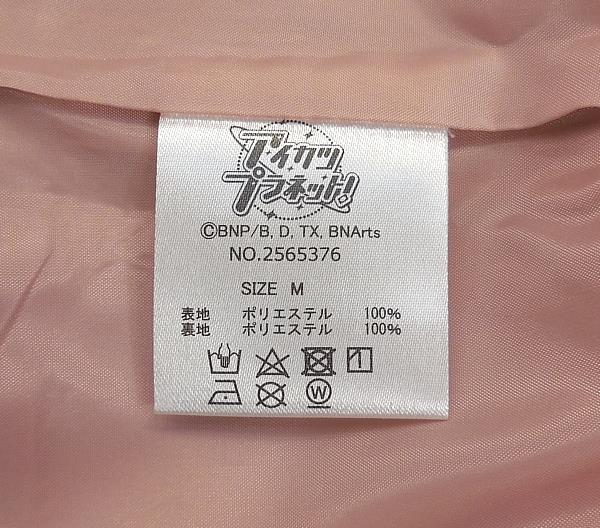 アイカツ
プラネット!
©BNP/B, D, TX, BNArts
NO.2565376
SIZE M
表地 ポリエステル 100%
裏地 ポリエステル 100%
W